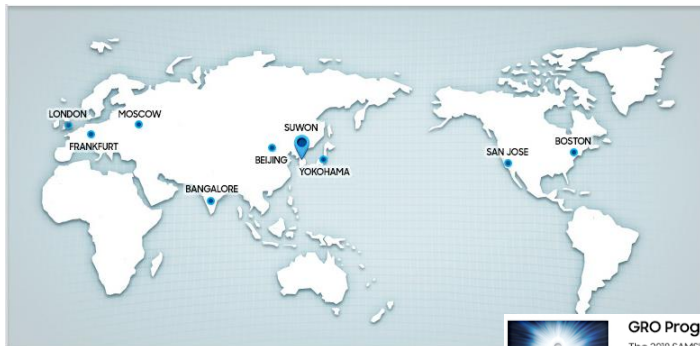 LONDON
MOSCOW
FRANKFURT
SUWON
BEIJING
YOKOHAMA
BANGALORE
SAN JOSE
BOSTON
GRO Prog